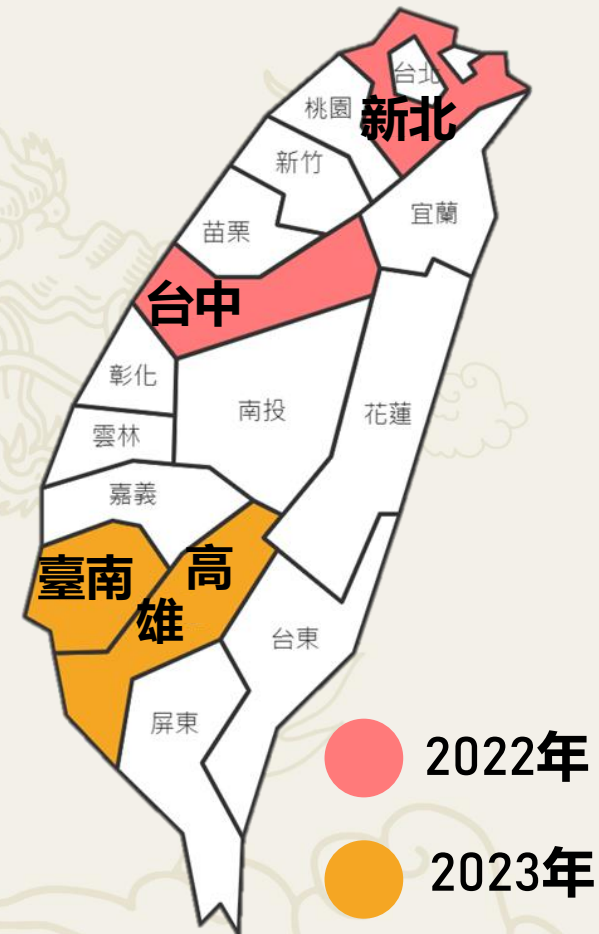 台北
桃園
新北
新竹
宜蘭
苗栗
台中
彰化
南投
花蓮
雲林
嘉義
臺南
高
雄
台東
屏東
2022年
2023年